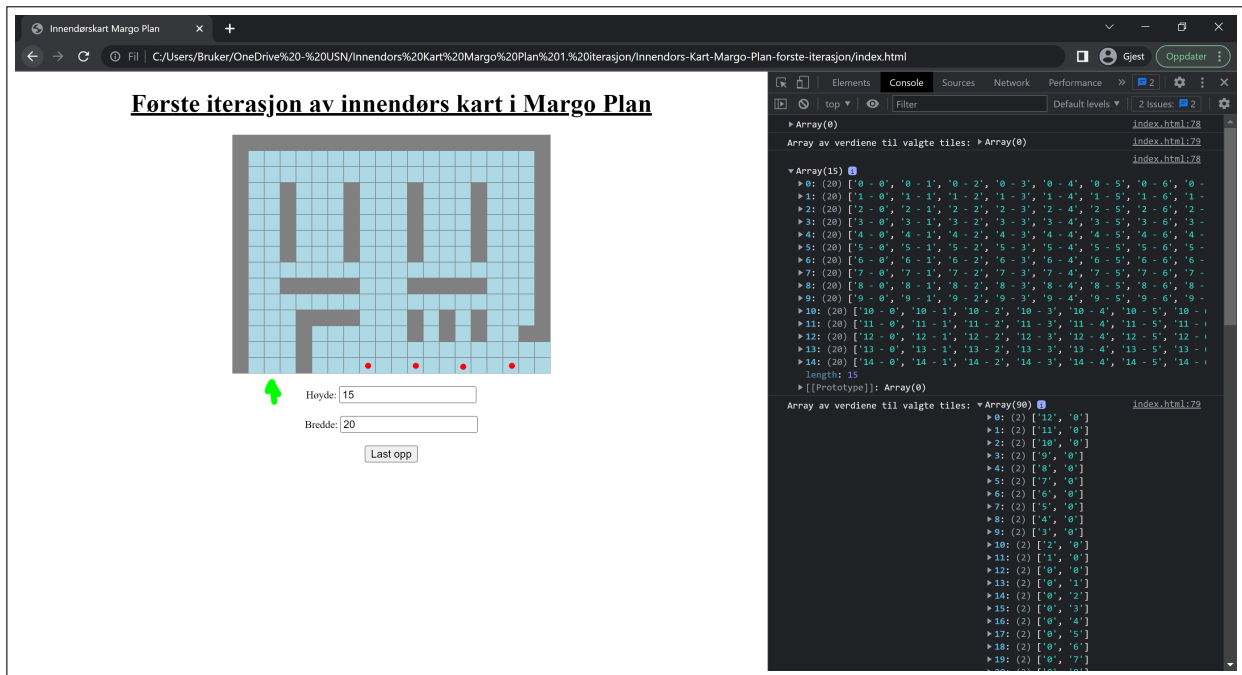 Innendørskart Margo Plan
Fil
C:/Users/Bruker/OneDrive%20-%20USN/Innendors%20Kart%20Margo%20Plan%201.%20iterasjon/Innendors-Kart-Margo-Plan-forste-iterasjon/index.html
Gjest
Oppdater
Første iterasjon av innendørs kart i Margo Plan
Høyde: 15
Bredde: 20
Last opp
Elements Console Sources Network Performance » 2
top ▼ Filter Default levels ▼ 2 Issues: 2
▶ Array(0) index.html:78
Array av verdiene til valgte tiles: ▶ Array(0) index.html:79
index.html:78
▼ Array(15) i
▶ 0: (20) ['0 - 0', '0 - 1', '0 - 2', '0 - 3', '0 - 4', '0 - 5', '0 - 6', '0 -
▶ 1: (20) ['1 - 0', '1 - 1', '1 - 2', '1 - 3', '1 - 4', '1 - 5', '1 - 6', '1 -
▶ 2: (20) ['2 - 0', '2 - 1', '2 - 2', '2 - 3', '2 - 4', '2 - 5', '2 - 6', '2 -
▶ 3: (20) ['3 - 0', '3 - 1', '3 - 2', '3 - 3', '3 - 4', '3 - 5', '3 - 6', '3 -
▶ 4: (20) ['4 - 0', '4 - 1', '4 - 2', '4 - 3', '4 - 4', '4 - 5', '4 - 6', '4 -
▶ 5: (20) ['5 - 0', '5 - 1', '5 - 2', '5 - 3', '5 - 4', '5 - 5', '5 - 6', '5 -
▶ 6: (20) ['6 - 0', '6 - 1', '6 - 2', '6 - 3', '6 - 4', '6 - 5', '6 - 6', '6 -
▶ 7: (20) ['7 - 0', '7 - 1', '7 - 2', '7 - 3', '7 - 4', '7 - 5', '7 - 6', '7 -
▶ 8: (20) ['8 - 0', '8 - 1', '8 - 2', '8 - 3', '8 - 4', '8 - 5', '8 - 6', '8 -
▶ 9: (20) ['9 - 0', '9 - 1', '9 - 2', '9 - 3', '9 - 4', '9 - 5', '9 - 6', '9 -
▶ 10: (20) ['10 - 0', '10 - 1', '10 - 2', '10 - 3', '10 - 4', '10 - 5', '10 -
▶ 11: (20) ['11 - 0', '11 - 1', '11 - 2', '11 - 3', '11 - 4', '11 - 5', '11 -
▶ 12: (20) ['12 - 0', '12 - 1', '12 - 2', '12 - 3', '12 - 4', '12 - 5', '12 -
▶ 13: (20) ['13 - 0', '13 - 1', '13 - 2', '13 - 3', '13 - 4', '13 - 5', '13 -
▶ 14: (20) ['14 - 0', '14 - 1', '14 - 2', '14 - 3', '14 - 4', '14 - 5', '14 -
length: 15
▶ [[Prototype]]: Array(0)
Array av verdiene til valgte tiles: ▼ Array(90) i index.html:79
▶ 0: (2) ['12', '0']
▶ 1: (2) ['11', '0']
▶ 2: (2) ['10', '0']
▶ 3: (2) ['9', '0']
▶ 4: (2) ['8', '0']
▶ 5: (2) ['7', '0']
▶ 6: (2) ['6', '0']
▶ 7: (2) ['5', '0']
▶ 8: (2) ['4', '0']
▶ 9: (2) ['3', '0']
▶ 10: (2) ['2', '0']
▶ 11: (2) ['1', '0']
▶ 12: (2) ['0', '0']
▶ 13: (2) ['0', '1']
▶ 14: (2) ['0', '2']
▶ 15: (2) ['0', '3']
▶ 16: (2) ['0', '4']
▶ 17: (2) ['0', '5']
▶ 18: (2) ['0', '6']
▶ 19: (2) ['0', '7']